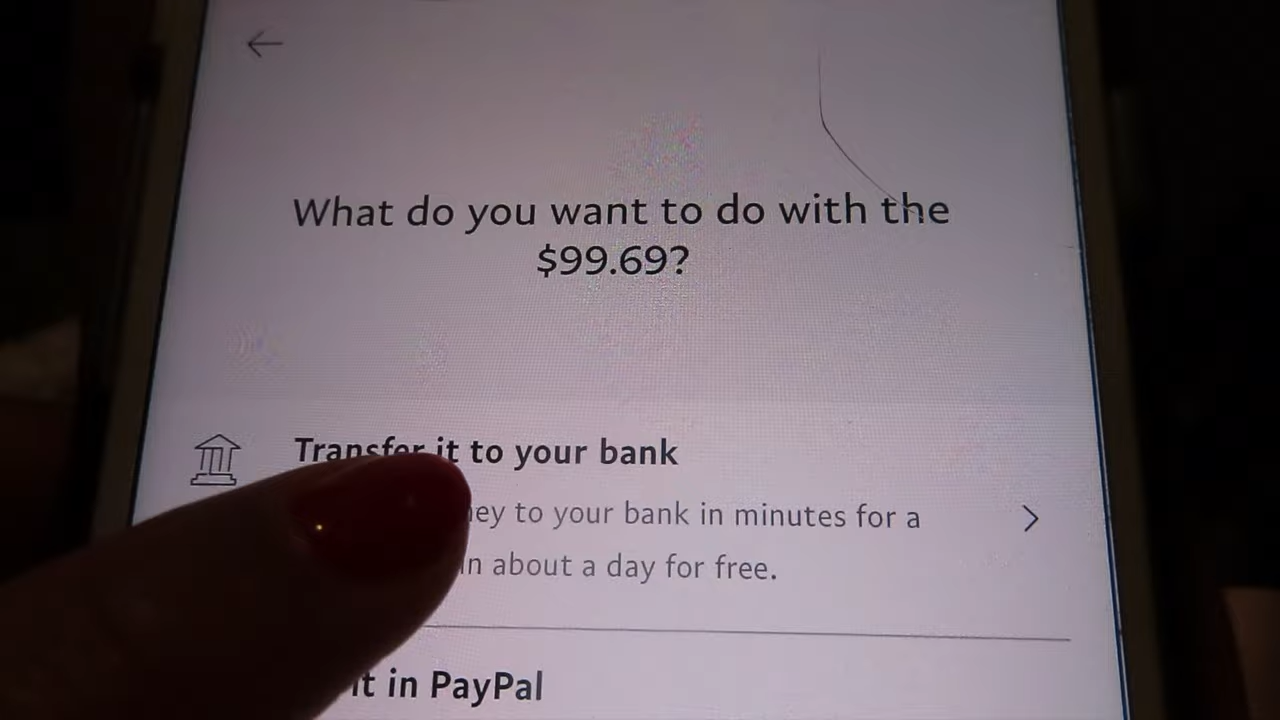 What do you want to do with the
$99.69?
Transfer it to your bank
to your bank in minutes for a
in about a day for free.
it in PayPal